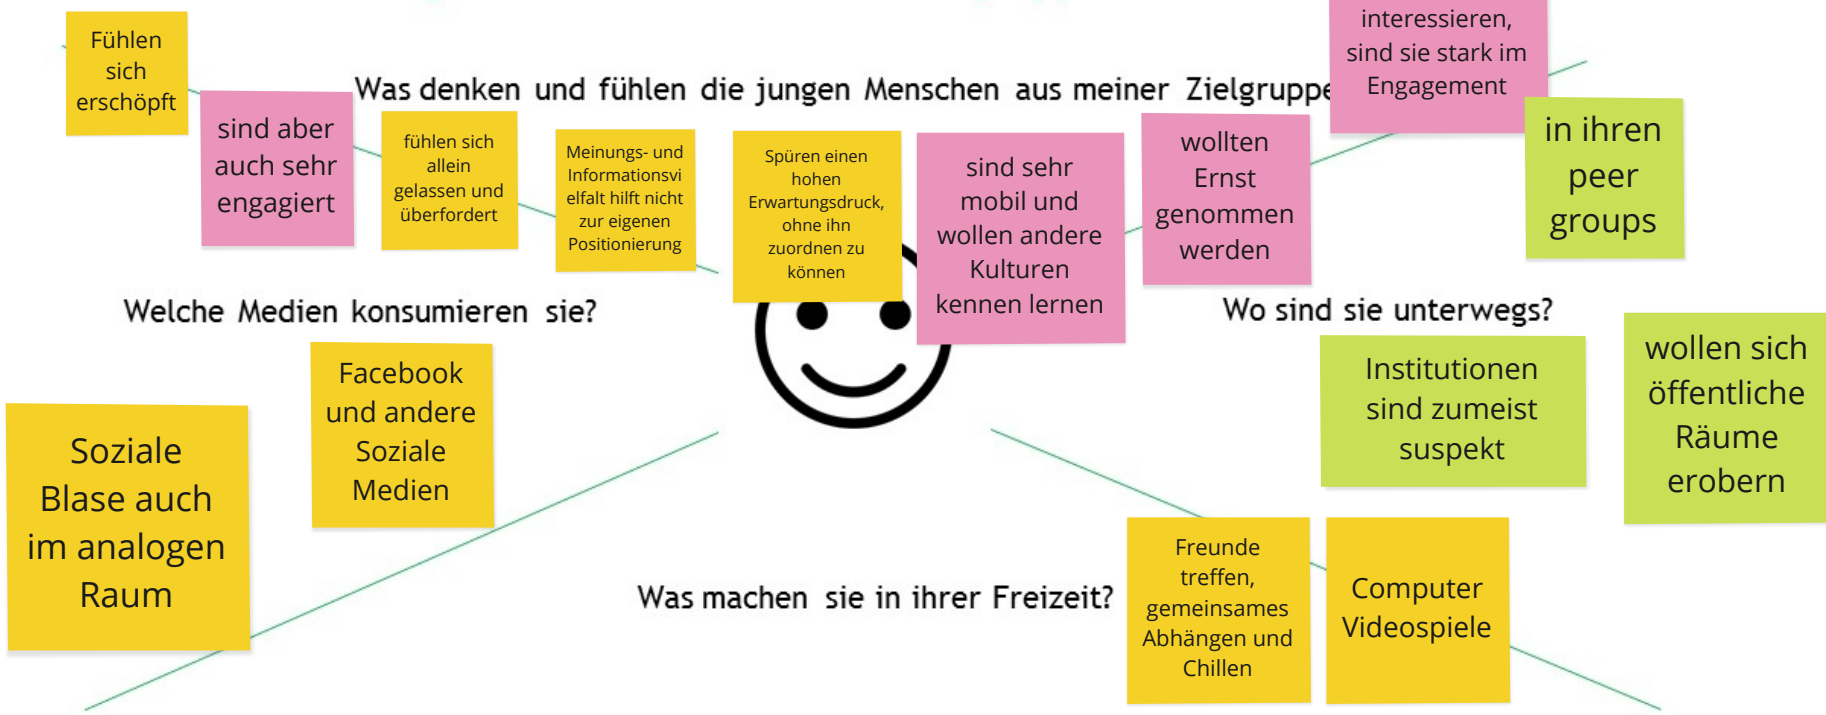 Fühlen
sich
erschöpft
interessieren,
sind sie stark im
Engagement
Was denken und fühlen die jungen Menschen aus meiner Zielgruppe
sind aber
auch sehr
engagiert
fühlen sich
allein
gelassen und
überfordert
Meinungs- und
Informationsvi
elfalt hilft nicht
zur eigenen
Positionierung
Spüren einen
hohen
Erwartungsdruck,
ohne ihn
zuordnen zu
können
sind sehr
mobil und
wollen andere
Kulturen
kennen lernen
wollten
Ernst
genommen
werden
in ihren
peer
groups
Welche Medien konsumieren sie?
Wo sind sie unterwegs?
Soziale
Blase auch
im analogen
Raum
Facebook
und andere
Soziale
Medien
Institutionen
sind zumeist
suspekt
wollen sich
öffentliche
Räume
erobern
Was machen sie in ihrer Freizeit?
Freunde
treffen,
gemeinsames
Abhängen und
Chillen
Computer
Videospiele